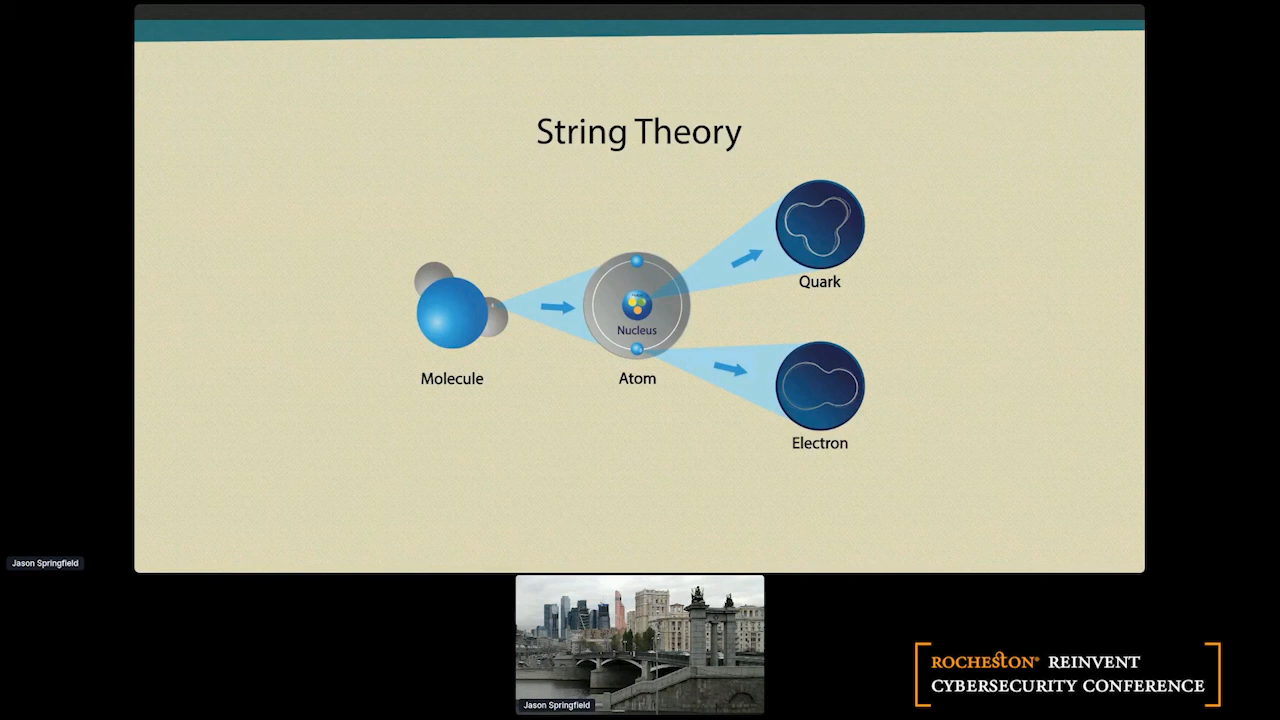 String Theory
Quark
Nucleus
Molecule
Atom
Electron
Jason Springfield
Jason Springfield
ROCHESTON® REINVENT
CYBERSECURITY CONFERENCE